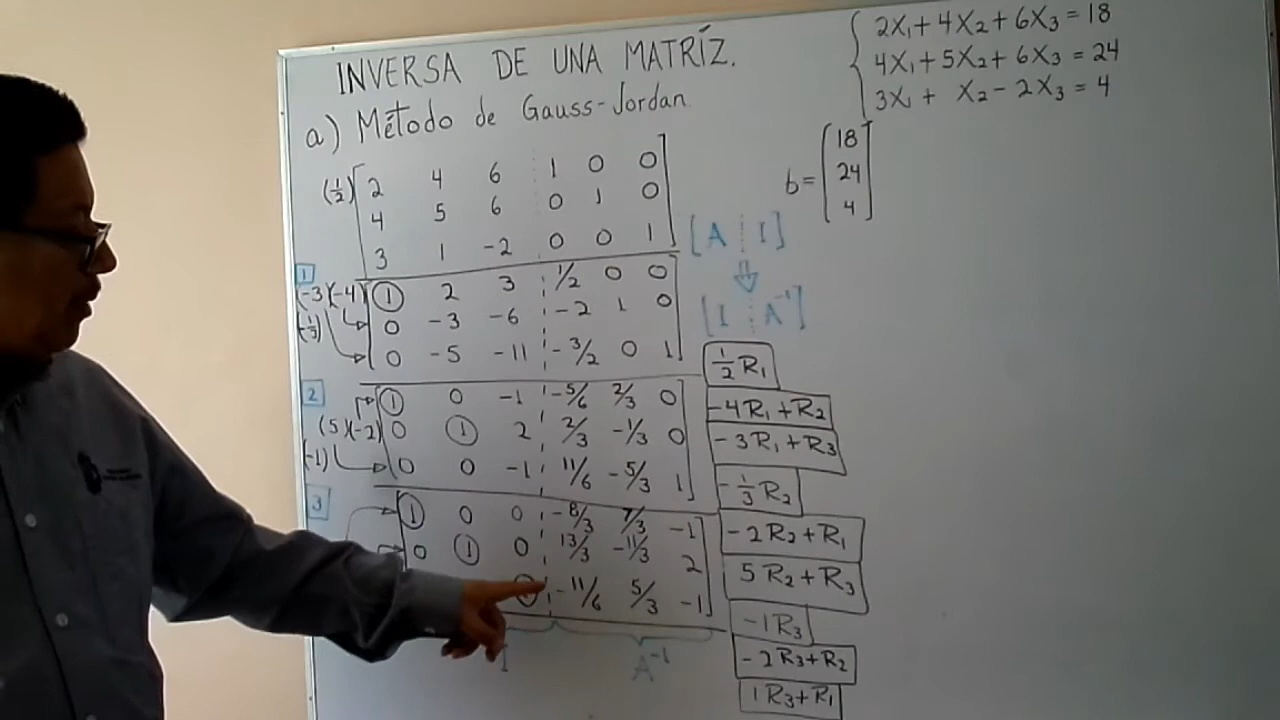 INVERSA DE UNA MATRÍZ.
a) Método de Gauss-Jordan
(1/2) 2 4 6 1 0 0
4 5 6 0 1 0
3 1 -2 0 0 1
[A ⋮ I]
⇓
[I ⋮ A⁻¹]
1
(-3)(-4) 1 2 3 1/2 0 0
(-1/3) 0 -3 -6 -2 1 0
0 -5 -11 -3/2 0 1
2
1 0 -1 -5/6 2/3 0
(5)(-2) 0 1 2 2/3 -1/3 0
(-1) 0 0 -1 11/6 -5/3 1
3
1 0 0 -8/3 7/3 -1
0 1 0 13/3 -11/3 2
-11/6 5/3 -1
I A⁻¹
1/2 R₁
-4R₁+R₂
-3R₁+R₃
-1/3 R₂
-2R₂+R₁
5R₂+R₃
-1R₃
-2R₃+R₂
1R₃+R₁
2X₁+4X₂+6X₃=18
4X₁+5X₂+6X₃=24
3X₁+ X₂-2X₃=4
b= [18
24
4]